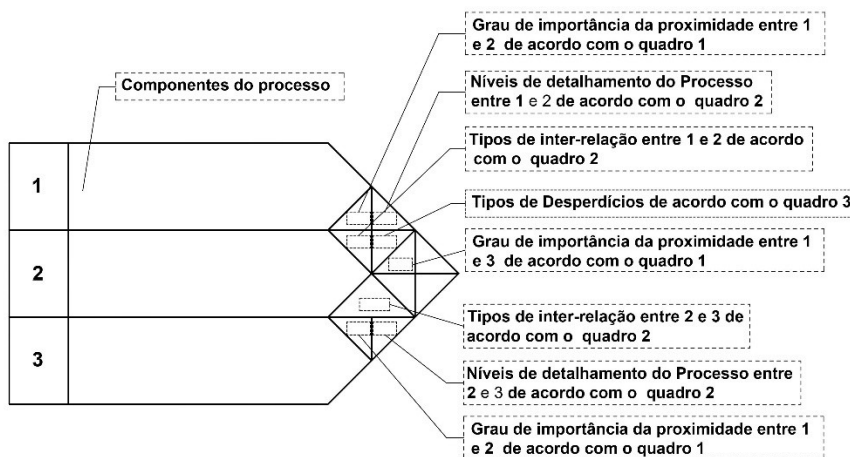 Grau de importância da proximidade entre 1
e 2 de acordo com o quadro 1
Componentes do processo
Níveis de detalhamento do Processo
entre 1 e 2 de acordo com o quadro 2
Tipos de inter-relação entre 1 e 2 de acordo
com o quadro 2
1
Tipos de Desperdícios de acordo com o quadro 3
Grau de importância da proximidade entre 1
e 3 de acordo com o quadro 1
2
Tipos de inter-relação entre 2 e 3 de
acordo com o quadro 2
3
Níveis de detalhamento do Processo entre
2 e 3 de acordo com o quadro 2
Grau de importância da proximidade entre 1
e 2 de acordo com o quadro 1